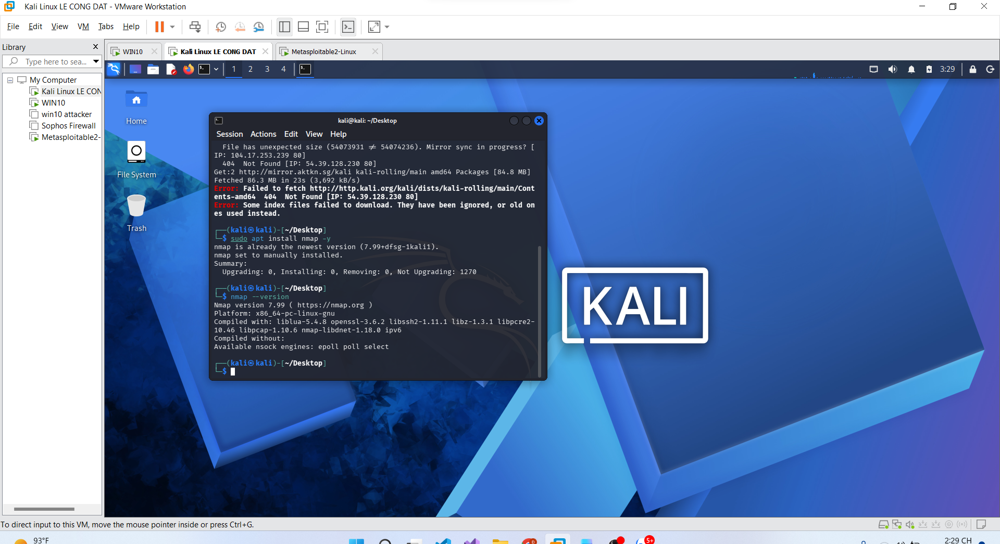 Kali Linux LE CONG DAT - VMware Workstation
File Edit View VM Tabs Help
Library
Type here to sea...
My Computer
Kali Linux LE CON
WIN10
win10 attacker
Sophos Firewall
Metasploitable2-
WIN10
Kali Linux LE CONG DAT
Metasploitable2-Linux
1 2 3 4
3:29
Home
File System
Trash
kali@kali: ~/Desktop
Session Actions Edit View Help
File has unexpected size (54073931 ≠ 54074236). Mirror sync in progress? [
IP: 104.17.253.239 80]
404  Not Found [IP: 54.39.128.230 80]
Get:2 http://mirror.aktkn.sg/kali kali-rolling/main amd64 Packages [84.8 MB]
Fetched 86.3 MB in 23s (3,692 kB/s)
Error: Failed to fetch http://http.kali.org/kali/dists/kali-rolling/main/Cont
ents-amd64  404  Not Found [IP: 54.39.128.230 80]
Error: Some index files failed to download. They have been ignored, or old on
es used instead.
┌──(kali㉿kali)-[~/Desktop]
└─$ sudo apt install nmap -y
nmap is already the newest version (7.99+dfsg-1kali1).
nmap set to manually installed.
Summary:
Upgrading: 0, Installing: 0, Removing: 0, Not Upgrading: 1270
┌──(kali㉿kali)-[~/Desktop]
└─$ nmap --version
Nmap version 7.99 ( https://nmap.org )
Platform: x86_64-pc-linux-gnu
Compiled with: liblua-5.4.8 openssl-3.6.2 libssh2-1.11.1 libz-1.3.1 libpcre2-
10.46 libpcap-1.10.6 nmap-libdnet-1.18.0 ipv6
Compiled without:
Available nsock engines: epoll poll select
┌──(kali㉿kali)-[~/Desktop]
└─$
KALI
To direct input to this VM, move the mouse pointer inside or press Ctrl+G.
93°F
5+
2:29 CH